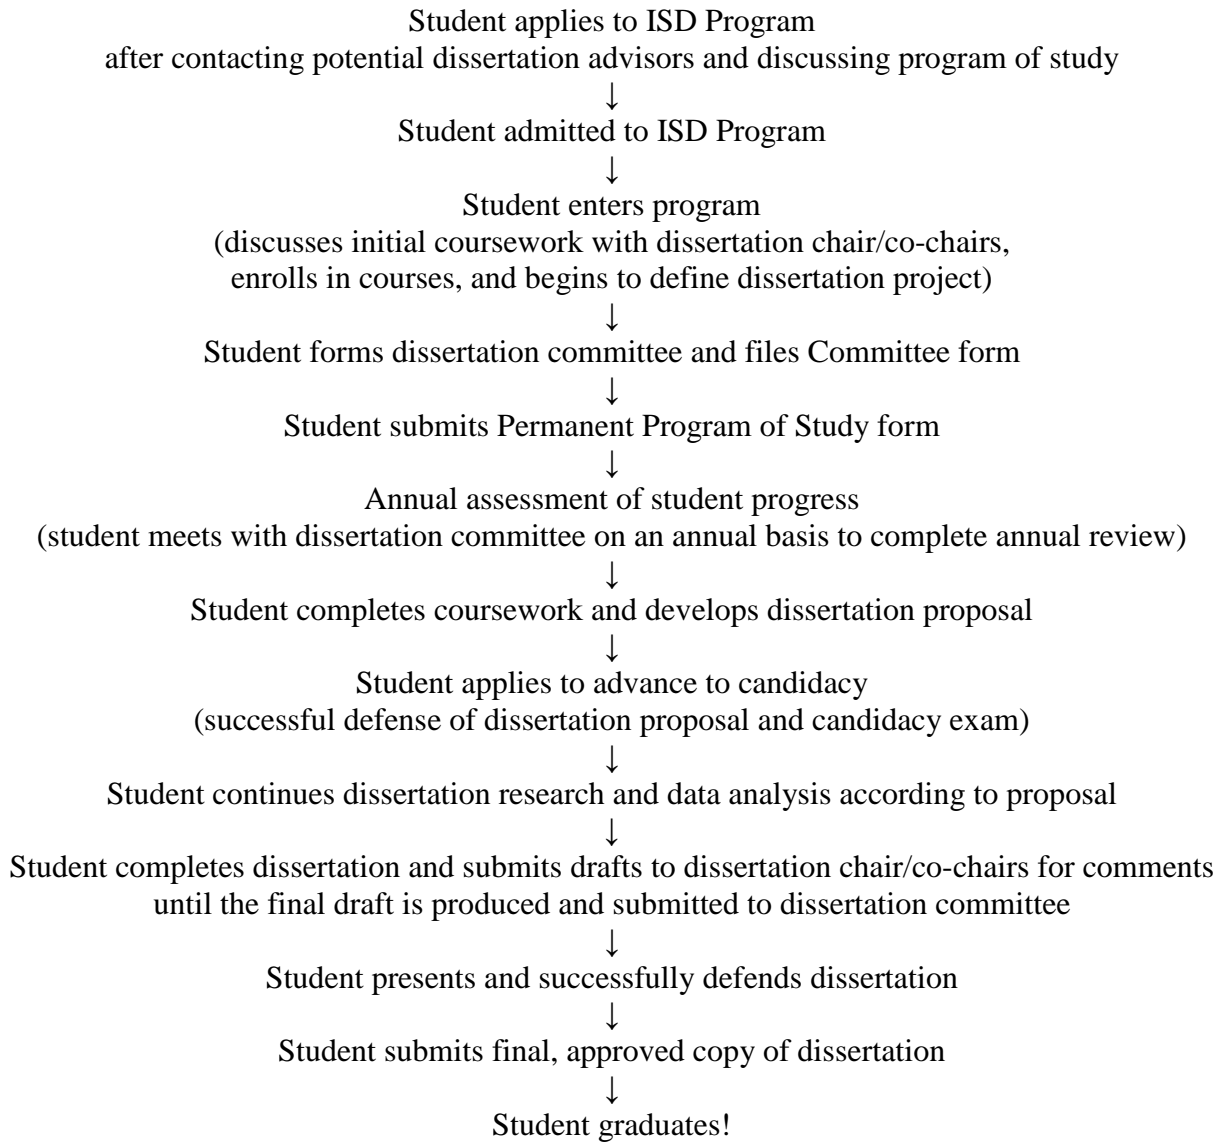 Student applies to ISD Program
after contacting potential dissertation advisors and discussing program of study
↓
Student admitted to ISD Program
↓
Student enters program
(discusses initial coursework with dissertation chair/co-chairs,
enrolls in courses, and begins to define dissertation project)
↓
Student forms dissertation committee and files Committee form
↓
Student submits Permanent Program of Study form
↓
Annual assessment of student progress
(student meets with dissertation committee on an annual basis to complete annual review)
↓
Student completes coursework and develops dissertation proposal
↓
Student applies to advance to candidacy
(successful defense of dissertation proposal and candidacy exam)
↓
Student continues dissertation research and data analysis according to proposal
↓
Student completes dissertation and submits drafts to dissertation chair/co-chairs for comments
until the final draft is produced and submitted to dissertation committee
↓
Student presents and successfully defends dissertation
↓
Student submits final, approved copy of dissertation
↓
Student graduates!